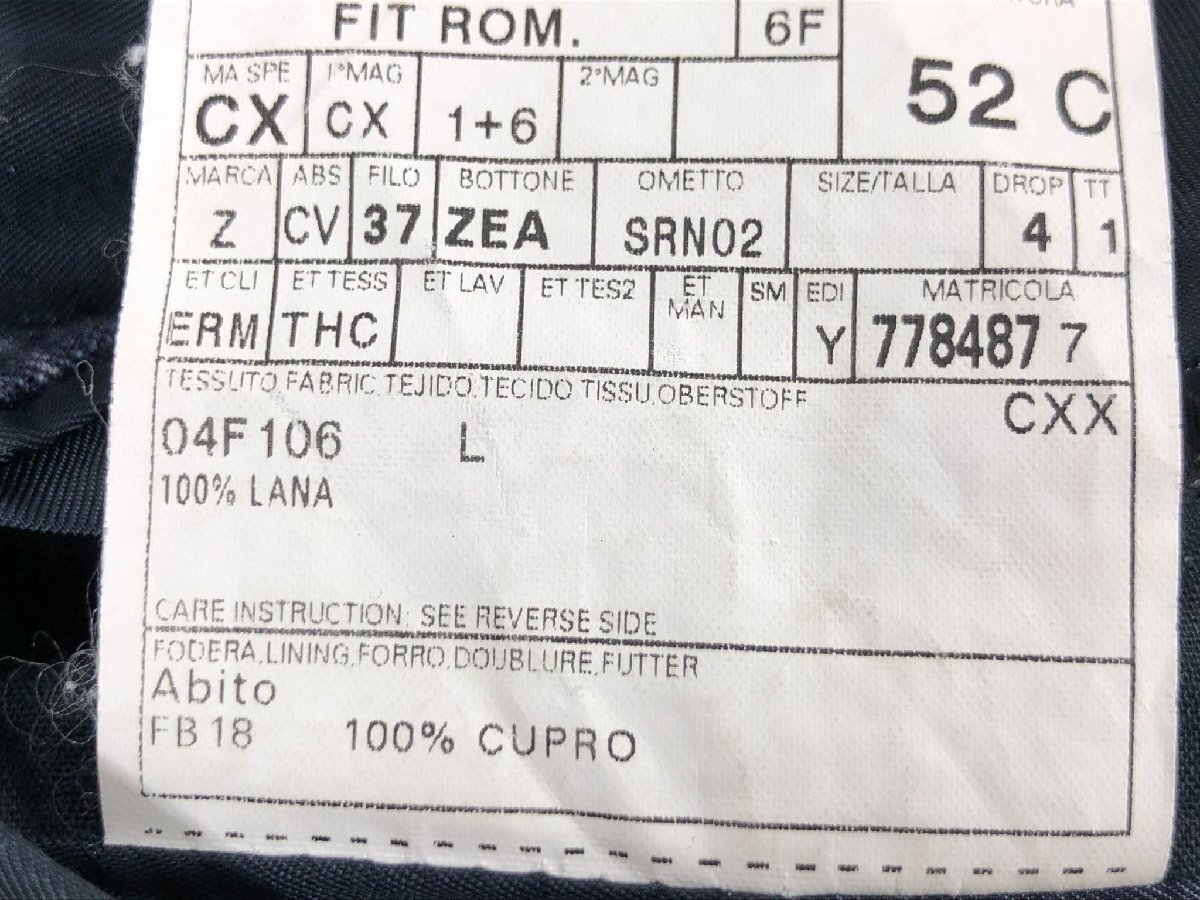 FIT ROM. 6F
52 C
MA SPE 1°MAG 2°MAG
CX CX 1+6
MARCA ABS FILO BOTTONE OMETTO SIZE/TALLA DROP TT
Z CV 37 ZEA SRN02 4 1
ET CLI ET TESS ET LAV ET TES2 ET MAN SM EDI MATRICOLA
ERM THC Y 778487 7
TESSUTO,FABRIC,TEJIDO,TECIDO TISSU,OBERSTOFF
CXX
04F106 L
100% LANA
CARE INSTRUCTION: SEE REVERSE SIDE
FODERA,LINING,FORRO,DOUBLURE,FUTTER
Abito
FB18 100% CUPRO